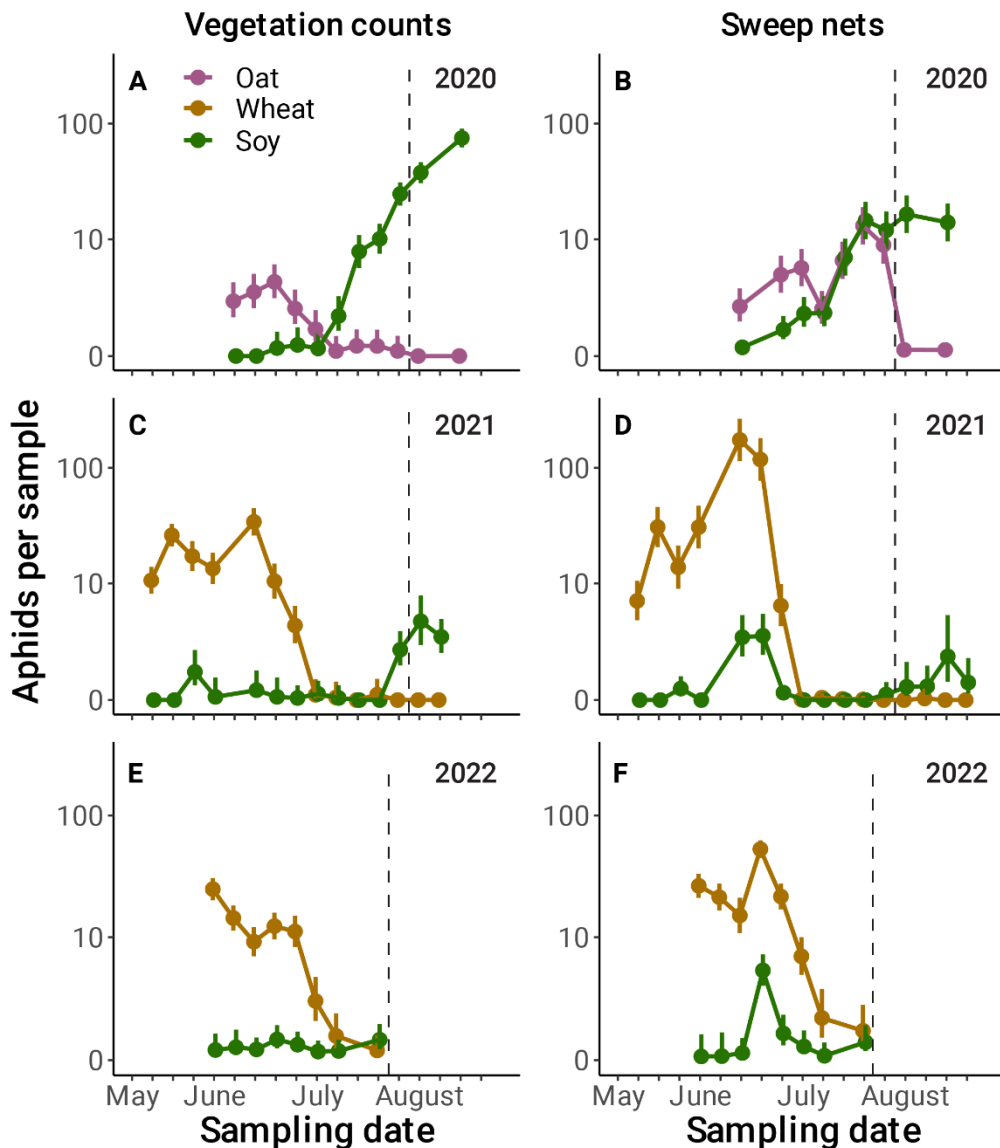 Vegetation counts
Sweep nets
Aphids per sample
A
Oat
Wheat
Soy
2020
100
10
0
B
2020
100
10
0
C
2021
100
10
0
D
2021
100
10
0
E
2022
100
10
0
F
2022
100
10
0
May June July August
May June July August
Sampling date
Sampling date